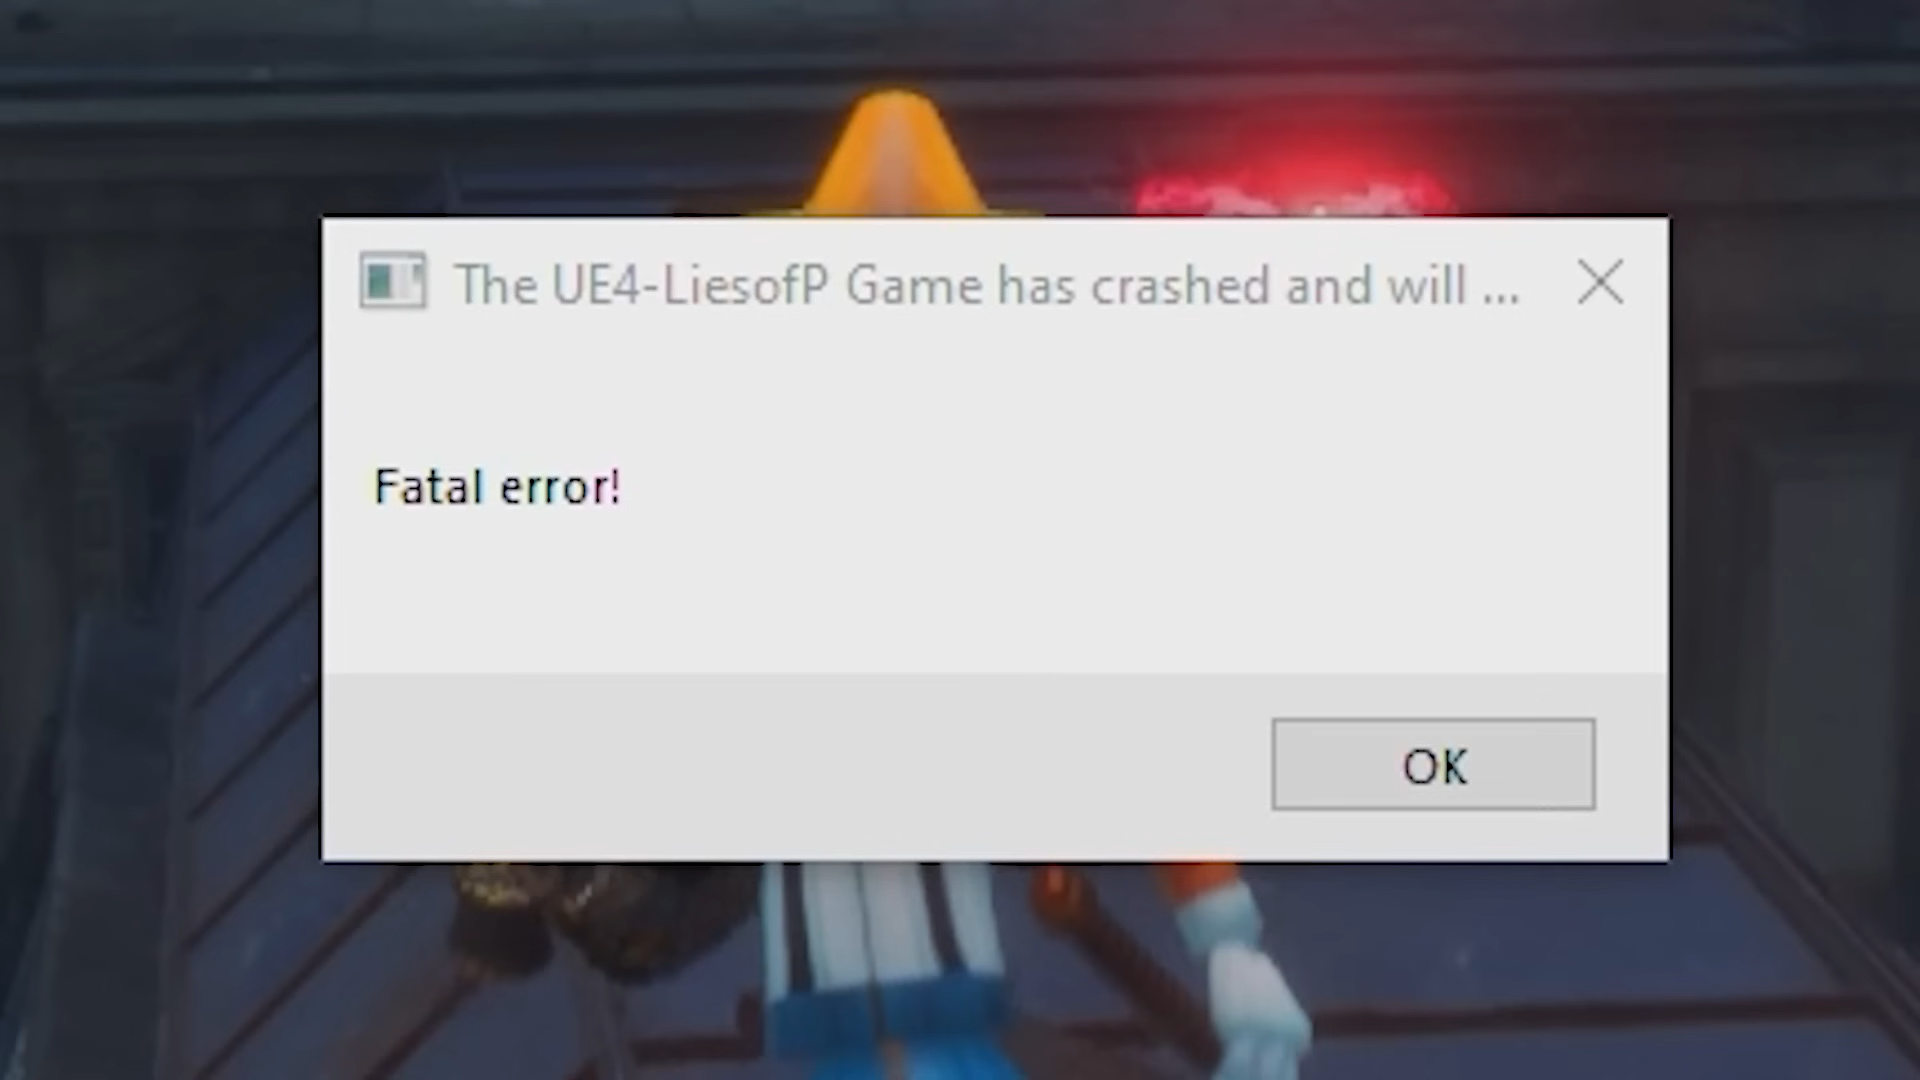 The UE4-LiesofP Game has crashed and will ...
Fatal error!
OK